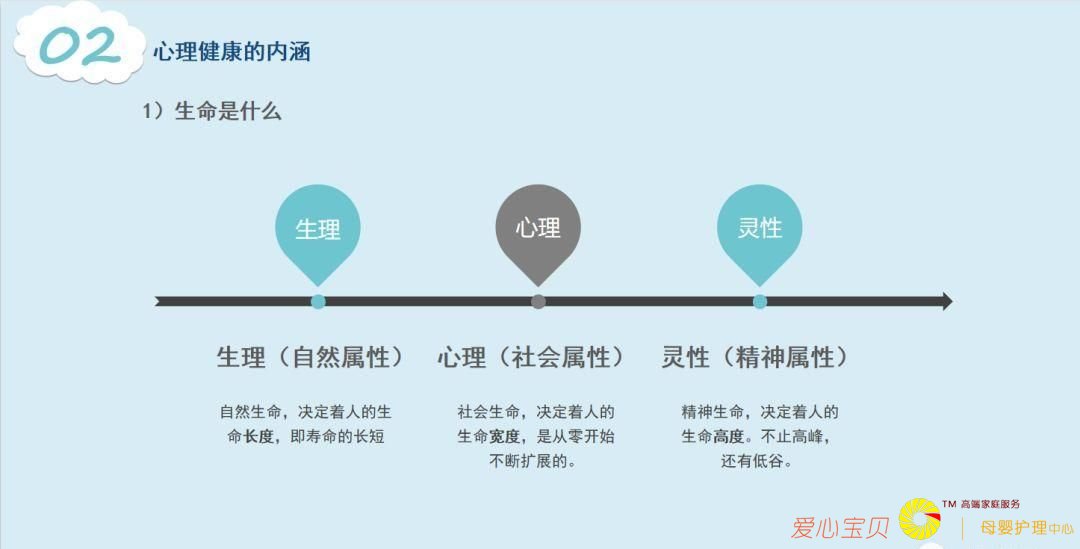 02
心理健康的内涵
1）生命是什么
生理
心理
灵性
生理（自然属性）
心理（社会属性）
灵性（精神属性）
自然生命，决定着人的生
命长度，即寿命的长短
社会生命，决定着人的
生命宽度，是从零开始
不断扩展的。
精神生命，决定着人的
生命高度。不止高峰，
还有低谷。
爱心宝贝
TM 高端家庭服务
母婴护理中心